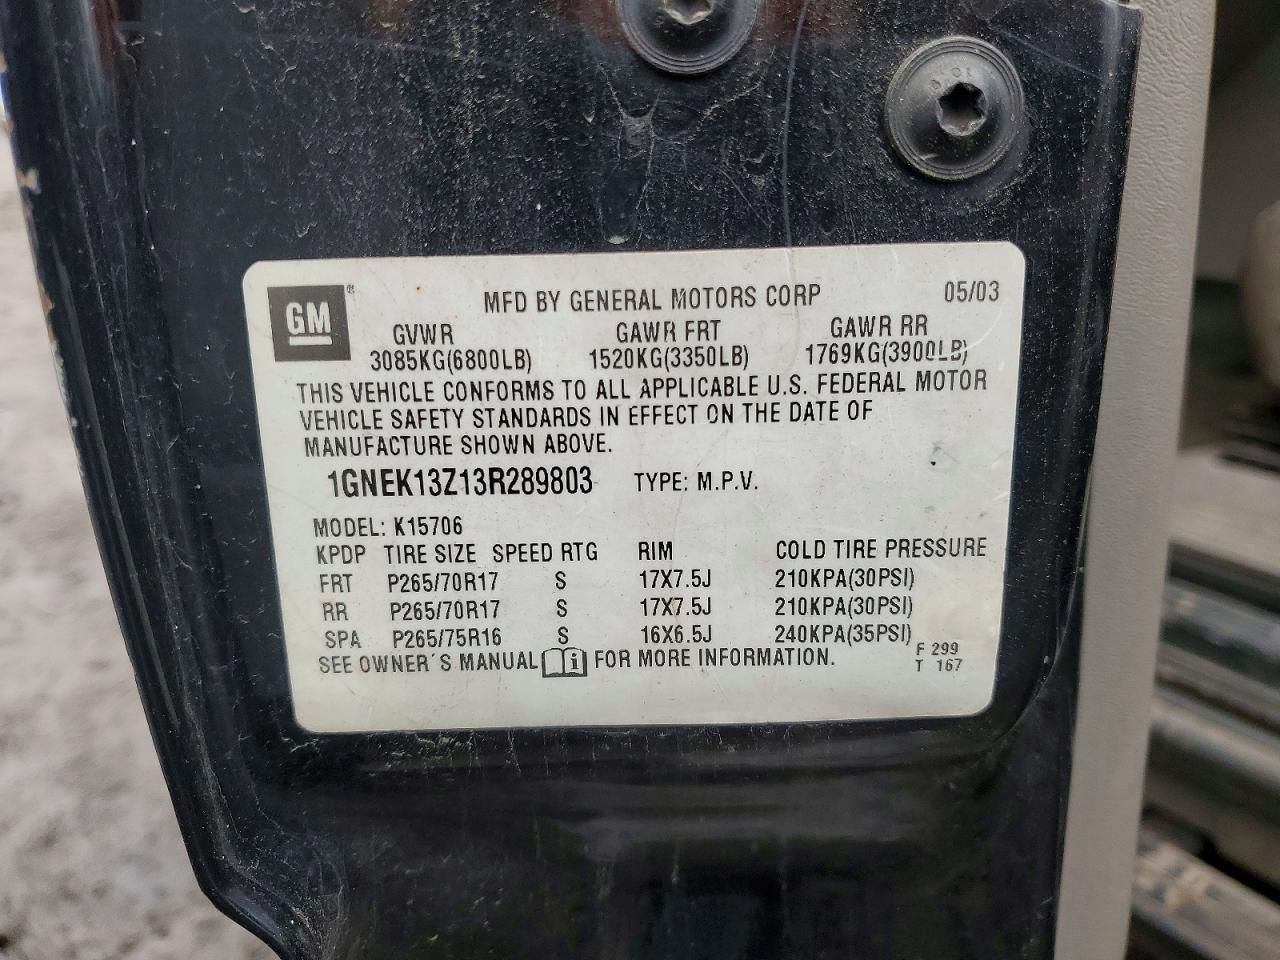 GM®
MFD BY GENERAL MOTORS CORP 05/03
GVWR GAWR FRT GAWR RR
3085KG(6800LB) 1520KG(3350LB) 1769KG(3900LB)
THIS VEHICLE CONFORMS TO ALL APPLICABLE U.S. FEDERAL MOTOR
VEHICLE SAFETY STANDARDS IN EFFECT ON THE DATE OF
MANUFACTURE SHOWN ABOVE.
1GNEK13Z13R289803 TYPE: M.P.V.
MODEL: K15706
KPDP TIRE SIZE SPEED RTG RIM COLD TIRE PRESSURE
FRT P265/70R17 S 17X7.5J 210KPA(30PSI)
RR P265/70R17 S 17X7.5J 210KPA(30PSI)
SPA P265/75R16 S 16X6.5J 240KPA(35PSI)
SEE OWNER'S MANUAL i FOR MORE INFORMATION.
F 299
T 167